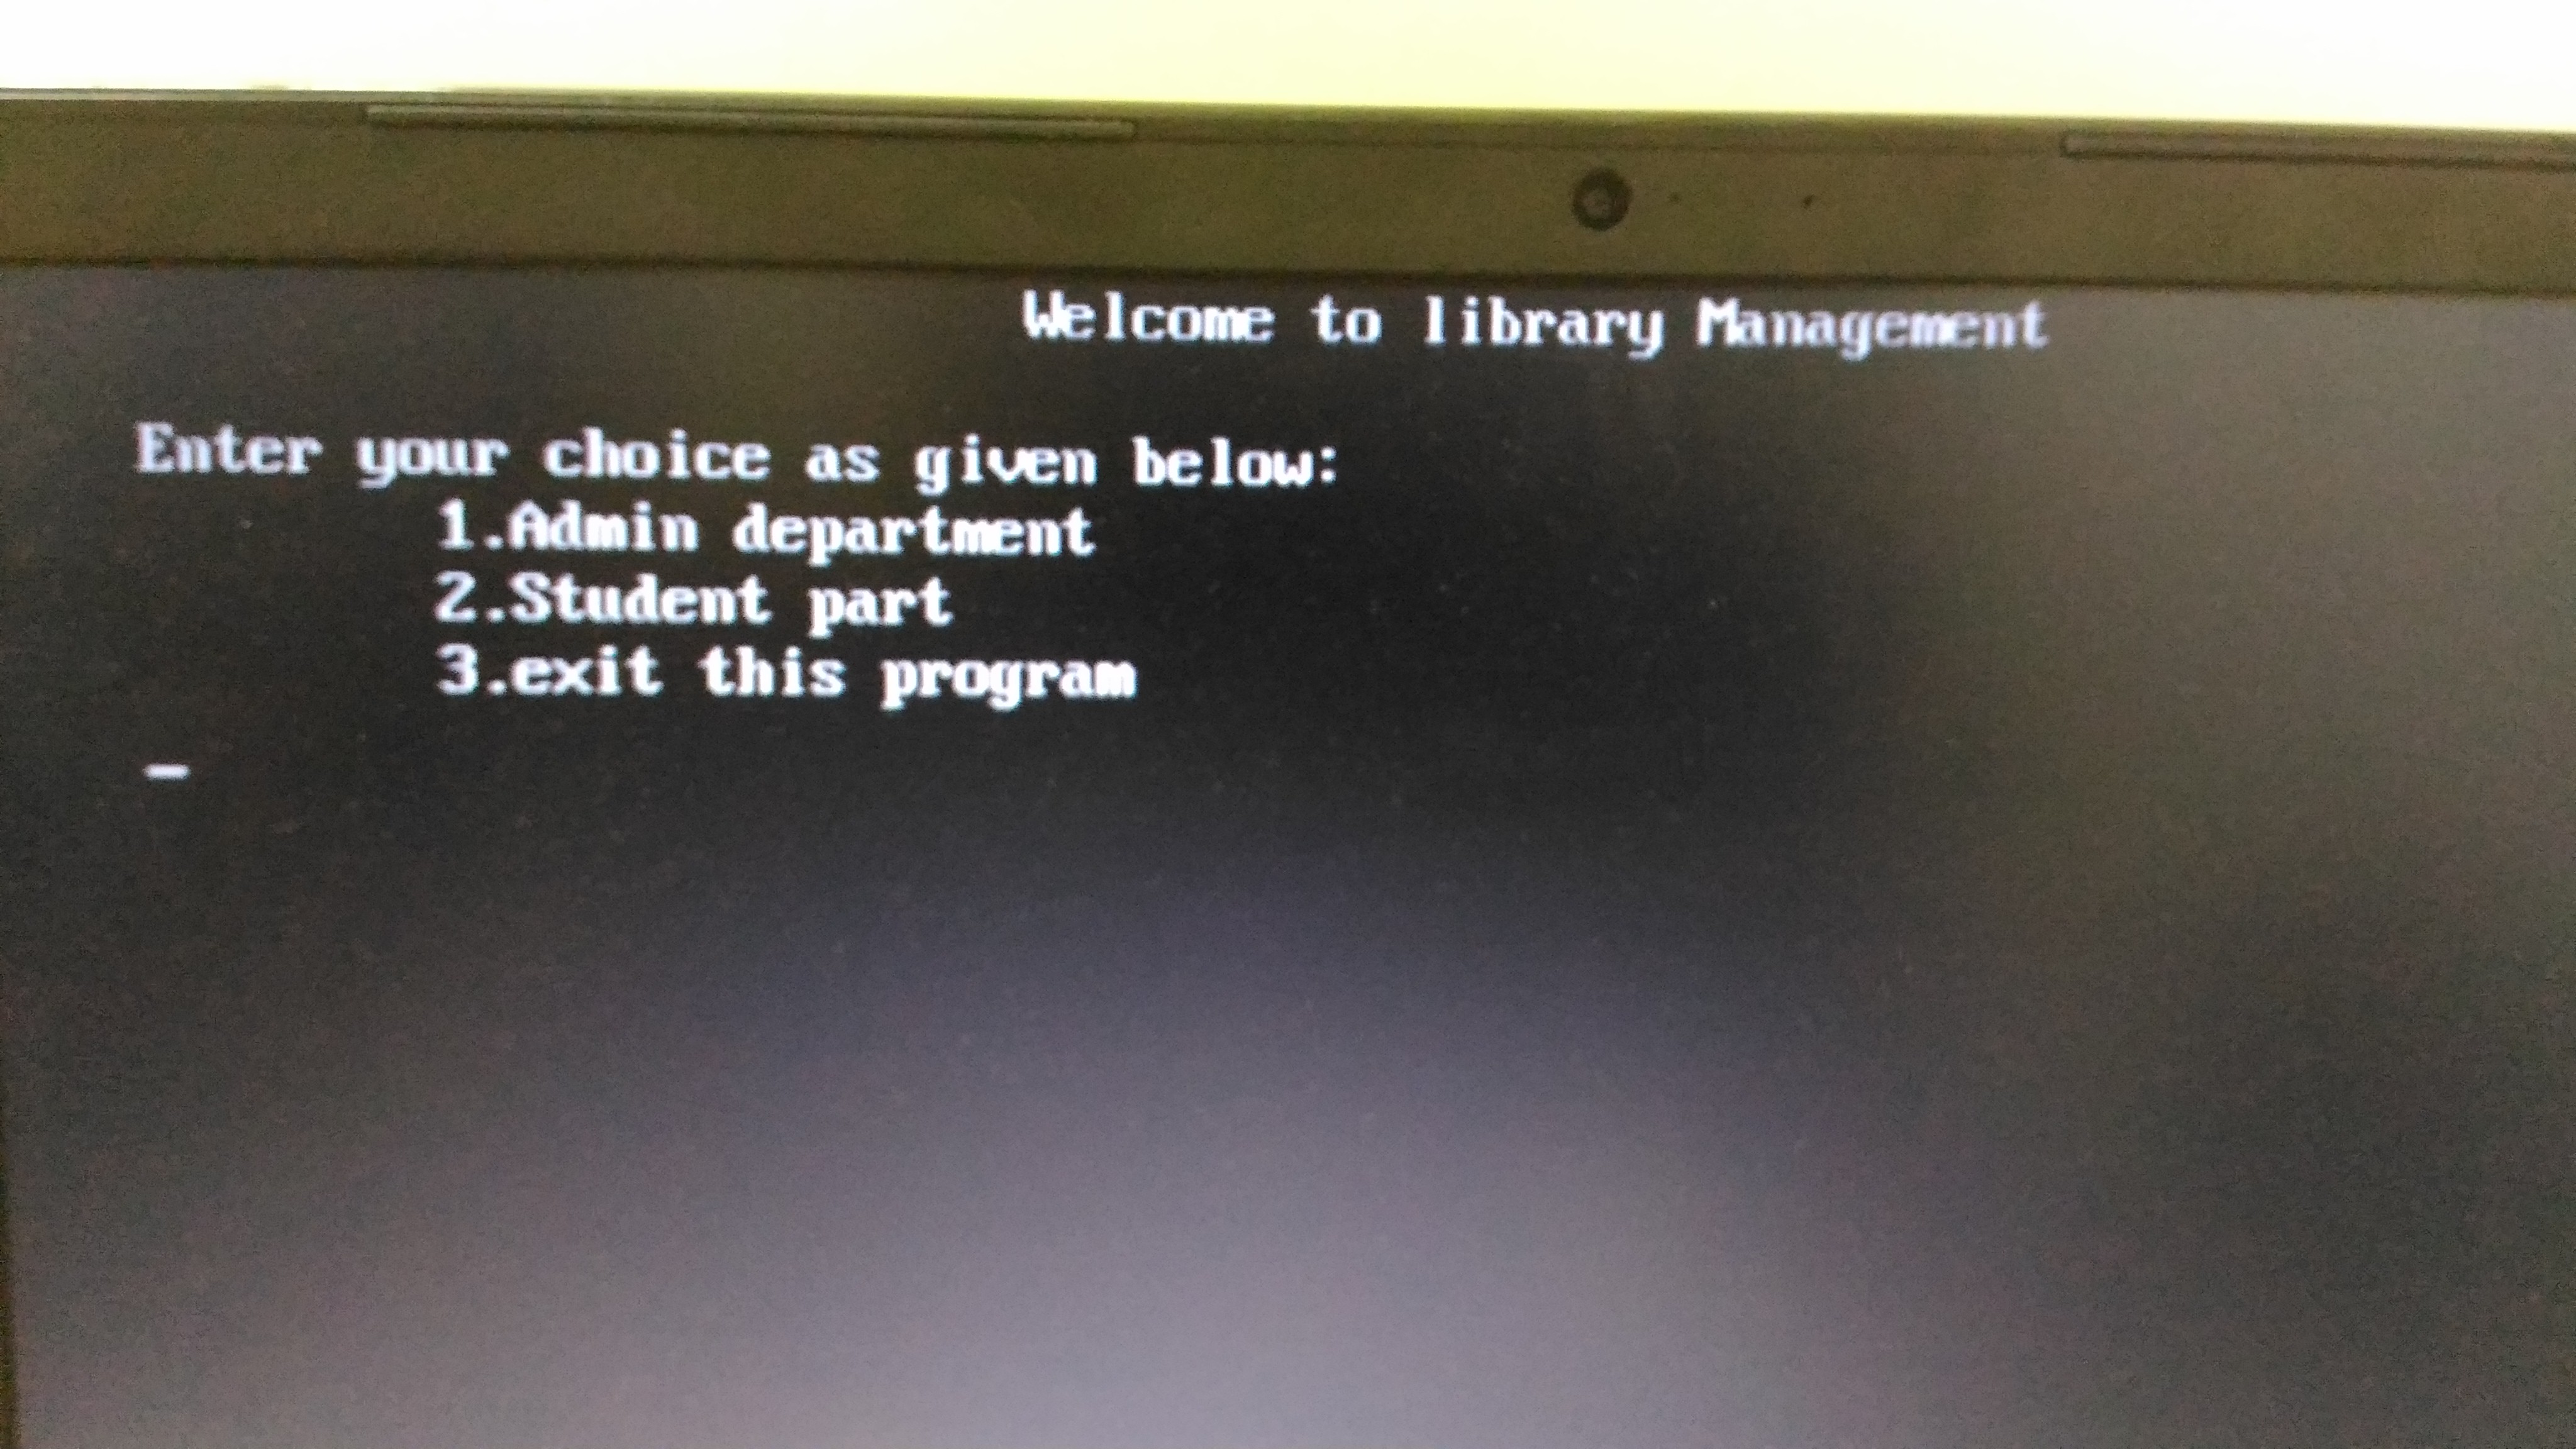 Welcome to library Management
Enter your choice as given below:
1.Admin department
2.Student part
3.exit this program